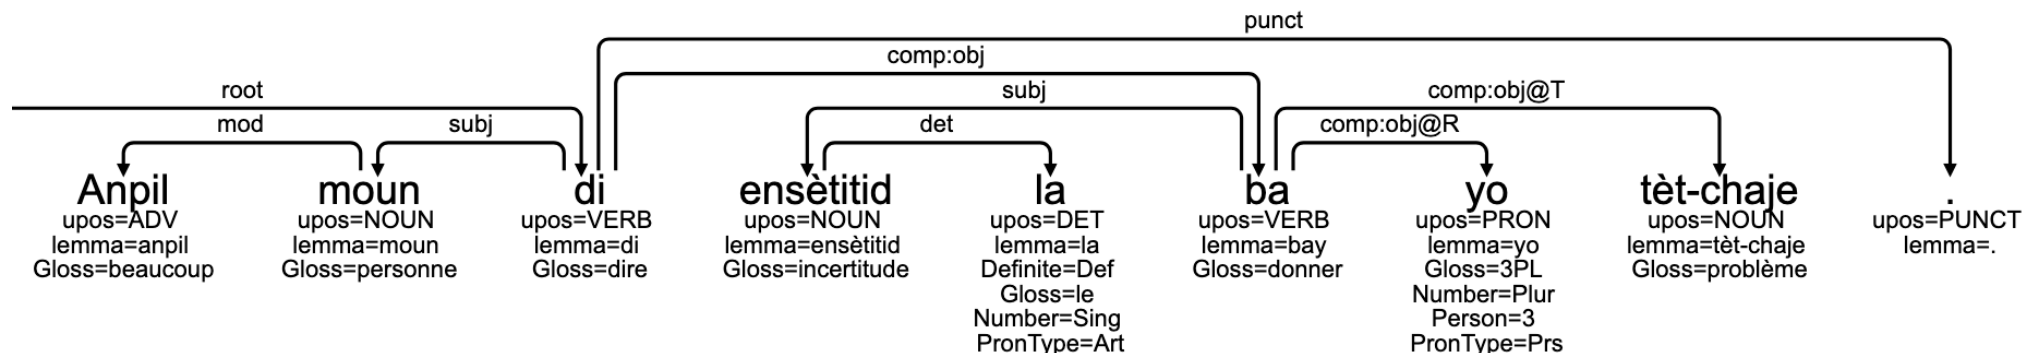 punct
comp:obj
root subj comp:obj@T
mod subj det comp:obj@R
Anpil moun di ensètitid la ba yo tèt-chaje .
upos=ADV upos=NOUN upos=VERB upos=NOUN upos=DET upos=VERB upos=PRON upos=NOUN upos=PUNCT
lemma=anpil lemma=moun lemma=di lemma=ensètitid lemma=la lemma=bay lemma=yo lemma=tèt-chaje lemma=.
Gloss=beaucoup Gloss=personne Gloss=dire Gloss=incertitude Definite=Def Gloss=donner Gloss=3PL Gloss=problème
Gloss=le Number=Plur
Number=Sing Person=3
PronType=Art PronType=Prs